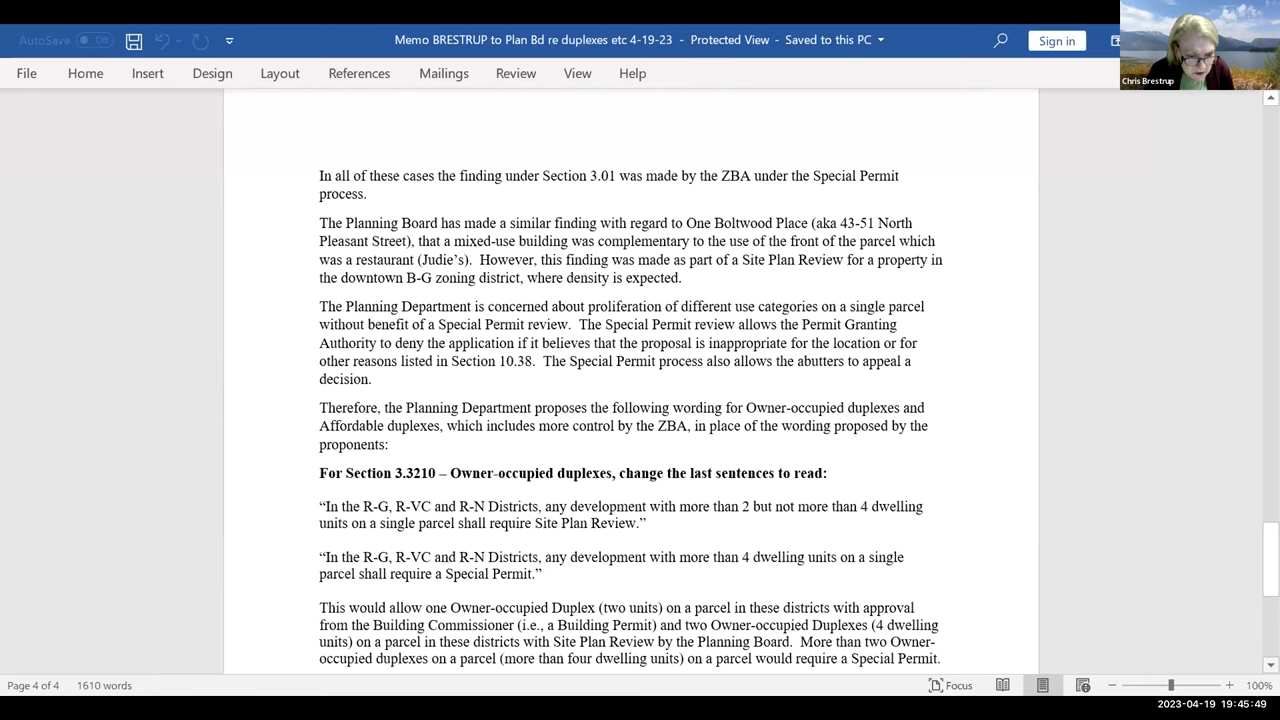 AutoSave Off
Memo BRESTRUP to Plan Bd re duplexes etc 4-19-23 - Protected View - Saved to this PC
Sign in
Chris Brestrup
File Home Insert Design Layout References Mailings Review View Help
In all of these cases the finding under Section 3.01 was made by the ZBA under the Special Permit
process.
The Planning Board has made a similar finding with regard to One Boltwood Place (aka 43-51 North
Pleasant Street), that a mixed-use building was complementary to the use of the front of the parcel which
was a restaurant (Judie’s). However, this finding was made as part of a Site Plan Review for a property in
the downtown B-G zoning district, where density is expected.
The Planning Department is concerned about proliferation of different use categories on a single parcel
without benefit of a Special Permit review. The Special Permit review allows the Permit Granting
Authority to deny the application if it believes that the proposal is inappropriate for the location or for
other reasons listed in Section 10.38. The Special Permit process also allows the abutters to appeal a
decision.
Therefore, the Planning Department proposes the following wording for Owner-occupied duplexes and
Affordable duplexes, which includes more control by the ZBA, in place of the wording proposed by the
proponents:
For Section 3.3210 – Owner-occupied duplexes, change the last sentences to read:
“In the R-G, R-VC and R-N Districts, any development with more than 2 but not more than 4 dwelling
units on a single parcel shall require Site Plan Review.”
“In the R-G, R-VC and R-N Districts, any development with more than 4 dwelling units on a single
parcel shall require a Special Permit.”
This would allow one Owner-occupied Duplex (two units) on a parcel in these districts with approval
from the Building Commissioner (i.e., a Building Permit) and two Owner-occupied Duplexes (4 dwelling
units) on a parcel in these districts with Site Plan Review by the Planning Board. More than two Owner-
occupied duplexes on a parcel (more than four dwelling units) on a parcel would require a Special Permit.
Page 4 of 4 1610 words Focus 100%
2023-04-19 19:45:49